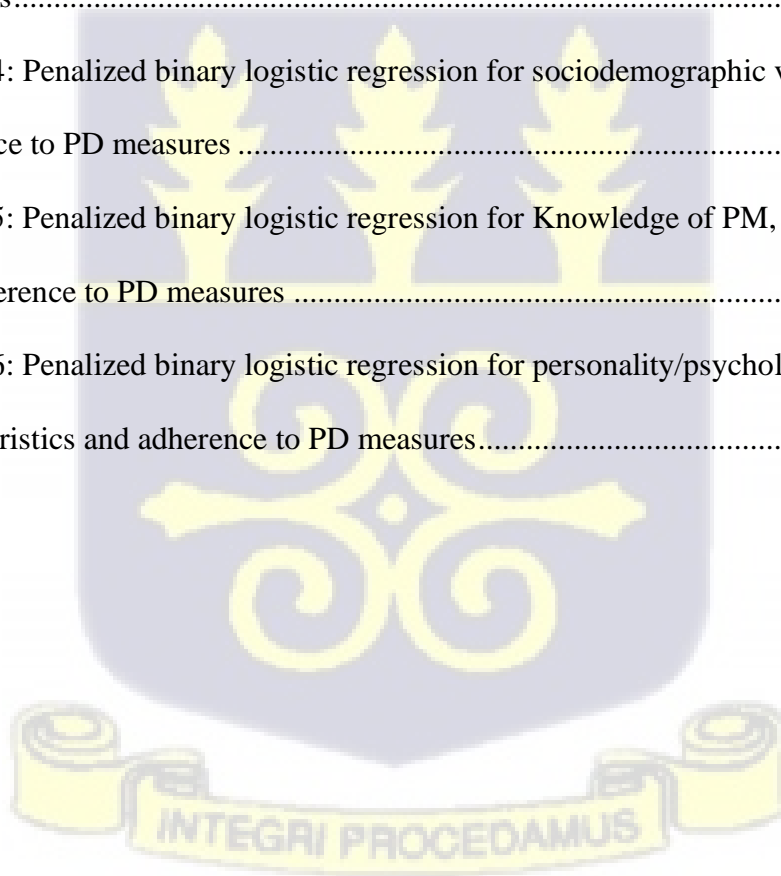 s..........................................................................................
4: Penalized binary logistic regression for sociodemographic
ce to PD measures ..........................................................
5: Penalized binary logistic regression for Knowledge of PM,
erence to PD measures .................................................
6: Penalized binary logistic regression for personality/psychol
ristics and adherence to PD measures............................
INTEGRI PROCEDAMUS